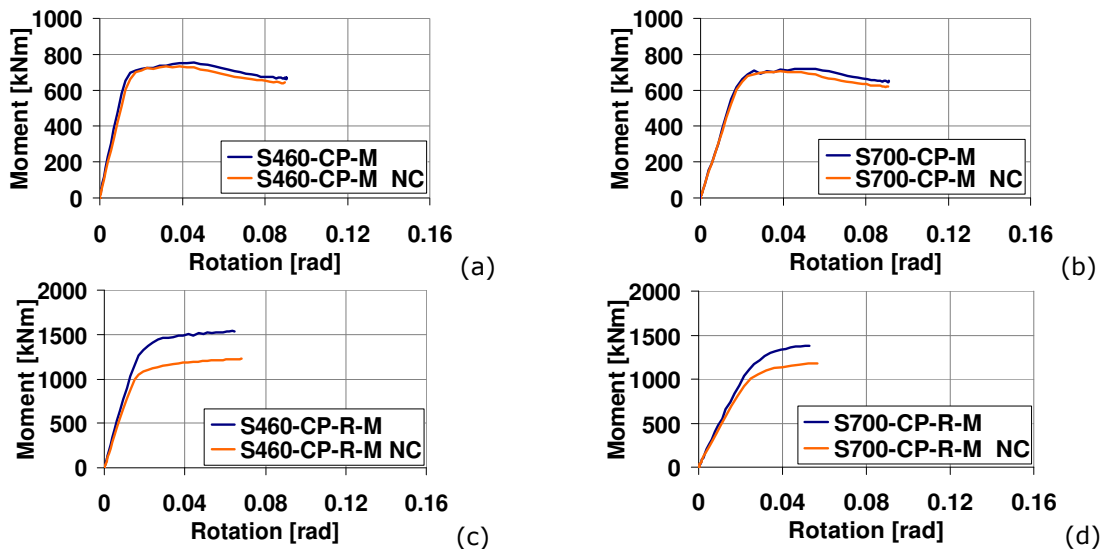 Moment [kNm]
1000
800
600
400
200
0
S460-CP-M
S460-CP-M NC
0 0.04 0.08 0.12 0.16
Rotation [rad]
(a)
Moment [kNm]
1000
800
600
400
200
0
S700-CP-M
S700-CP-M NC
0 0.04 0.08 0.12 0.16
Rotation [rad]
(b)
Moment [kNm]
2000
1500
1000
500
0
S460-CP-R-M
S460-CP-R-M NC
0 0.04 0.08 0.12 0.16
Rotation [rad]
(c)
Moment [kNm]
2000
1500
1000
500
0
S700-CP-R-M
S700-CP-R-M NC
0 0.04 0.08 0.12 0.16
Rotation [rad]
(d)